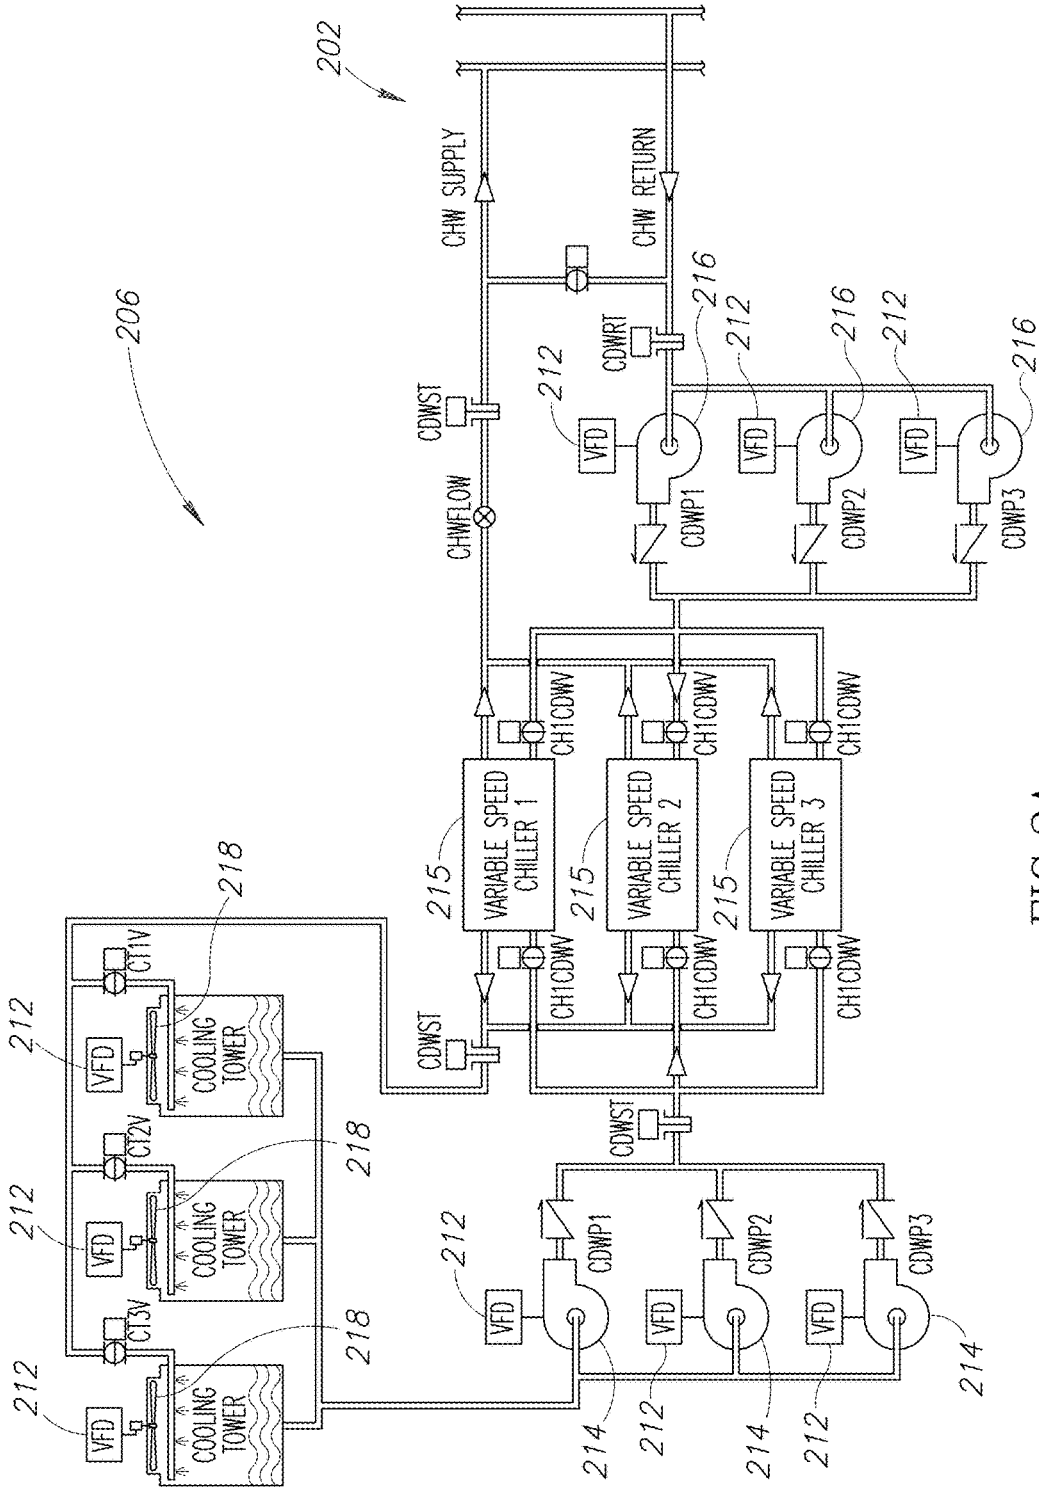 212
212
212
VFD
VFD
VFD
CT3V
CT2V
CT1V
206
COOLING
TOWER
COOLING
TOWER
COOLING
TOWER
218
218
218
202
CDWST
CDWST
215
CHWFLOW
CHW SUPPLY
212
VFD
VARIABLE SPEED
CHILLER 1
CH1CDWV
CH1CDWV
212
VFD
214
CDWP1
215
CDWST
CDWRT
CHW RETURN
212
VFD
VARIABLE SPEED
CHILLER 2
CH1CDWV
CH1CDWV
CDWP1
216
212
VFD
214
CDWP2
215
212
VFD
VARIABLE SPEED
CHILLER 3
CH1CDWV
CH1CDWV
CDWP2
216
212
VFD
CDWP3
214
CDWP3
216